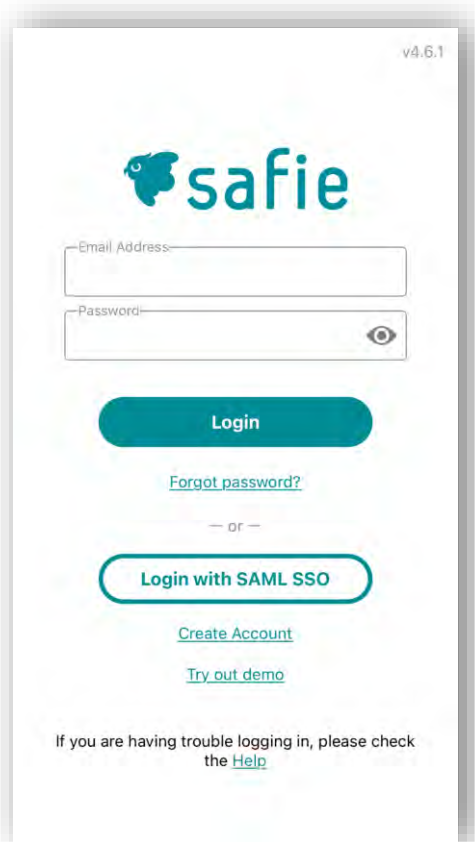 v4.6.1
safie
Email Address
Password
Login
Forgot password?
— or —
Login with SAML SSO
Create Account
Try out demo
If you are having trouble logging in, please check
the Help